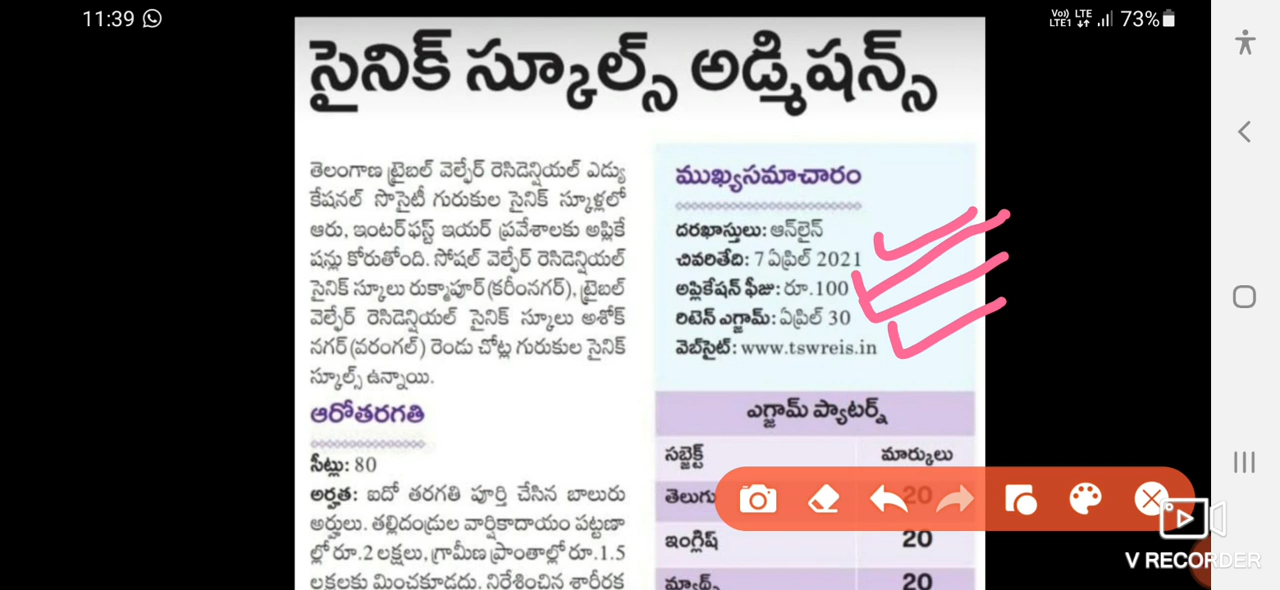 11:39
Vo) LTE
LTE1 73%
సైనిక్ స్కూల్స్ అడ్మిషన్స్
తెలంగాణ ట్రైబల్ వెల్ఫేర్ రెసిడెన్షియల్ ఎడ్యు
కేషనల్ సొసైటీ గురుకుల సైనిక్ స్కూళ్లలో
ఆరు, ఇంటర్‌ఫస్ట్ ఇయర్ ప్రవేశాలకు అప్లికే
షన్లు కోరుతోంది. సోషల్ వెల్ఫేర్ రెసిడెన్షియల్
సైనిక్ స్కూలు రుక్మాపూర్(కరీంనగర్), ట్రైబల్
వెల్ఫేర్ రెసిడెన్షియల్ సైనిక్ స్కూలు అశోక్
నగర్(వరంగల్) రెండు చోట్ల గురుకుల సైనిక్
స్కూల్స్ ఉన్నాయి.
ఆరోతరగతి
సీట్లు: 80
అర్హత: ఐదో తరగతి పూర్తి చేసిన బాలురు
అర్హులు. తల్లిదండ్రుల వార్షికాదాయం పట్టణా
ల్లో రూ.2 లక్షలు, గ్రామీణ ప్రాంతాల్లో రూ.1.5
లక్షలకు మించకూడదు. నిర్దేశించిన శారీరక
ముఖ్యసమాచారం
దరఖాస్తులు: ఆన్‌లైన్
చివరితేది: 7 ఏప్రిల్ 2021
అప్లికేషన్ ఫీజు: రూ.100
రిటెన్ ఎగ్జామ్: ఏప్రిల్ 30
వెబ్‌సైట్: www.tswreis.in
ఎగ్జామ్ ప్యాటర్న్
సబ్జెక్ట్ మార్కులు
తెలుగు 20
ఇంగ్లిష్ 20
మ్యాథ్స్ 20
V RECORDER